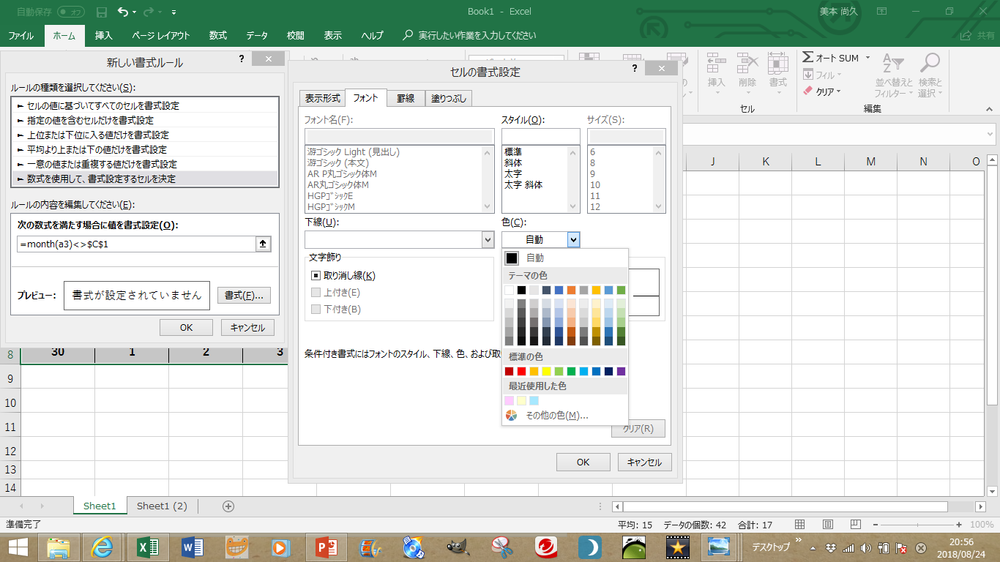 自動保存 オフ
Book1 - Excel
美本 尚久
ファイル ホーム 挿入 ページ レイアウト 数式 データ 校閲 表示 ヘルプ 実行したい作業を入力してください 共有
挿入 削除 書式
セル
Σ オート SUM
フィル
クリア
並べ替えと
フィルター
検索と
選択
編集
新しい書式ルール ?
ルールの種類を選択してください(S):
► セルの値に基づいてすべてのセルを書式設定
► 指定の値を含むセルだけを書式設定
► 上位または下位に入る値だけを書式設定
► 平均より上または下の値だけを書式設定
► 一意の値または重複する値だけを書式設定
► 数式を使用して、書式設定するセルを決定
ルールの内容を編集してください(E):
次の数式を満たす場合に値を書式設定(O):
=month(a3)<>$C$1
プレビュー:
書式が設定されていません
書式(F)...
OK
キャンセル
セルの書式設定 ?
表示形式 フォント 罫線 塗りつぶし
フォント名(F):
游ゴシック Light (見出し)
游ゴシック (本文)
AR P丸ゴシック体M
AR丸ゴシック体M
HGPｺﾞｼｯｸE
HGPｺﾞｼｯｸM
スタイル(O):
標準
斜体
太字
太字 斜体
サイズ(S):
6
8
9
10
11
12
下線(U):
色(C):
自動
自動
テーマの色
標準の色
最近使用した色
その他の色(M)...
文字飾り
取り消し線(K)
上付き(E)
下付き(B)
条件付き書式にはフォントのスタイル、下線、色、および取
クリア(R)
OK
キャンセル
J K L M N O
8 30 1 2 3
9
10
11
12
13
14
Sheet1 Sheet1 (2)
準備完了
平均: 15 データの個数: 42 合計: 17
100%
デスクトップ
20:56
2018/08/24